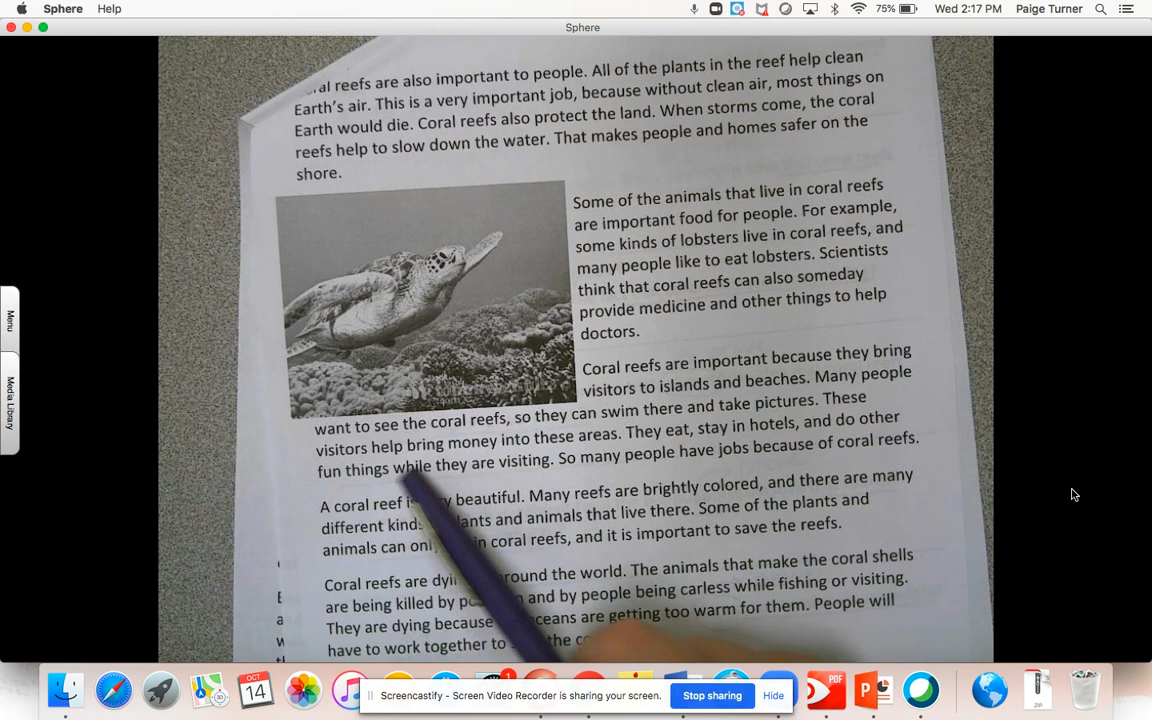 Sphere Help
75% Wed 2:17 PM Paige Turner
Sphere
Menu
Media Library
reefs are also important to people. All of the plants in the reef help clean
Earth's air. This is a very important job, because without clean air, most things on
Earth would die. Coral reefs also protect the land. When storms come, the coral
reefs help to slow down the water. That makes people and homes safer on the
shore.
Some of the animals that live in coral reefs
are important food for people. For example,
some kinds of lobsters live in coral reefs, and
many people like to eat lobsters. Scientists
think that coral reefs can also someday
provide medicine and other things to help
doctors.
Coral reefs are important because they bring
visitors to islands and beaches. Many people
want to see the coral reefs, so they can swim there and take pictures. These
visitors help bring money into these areas. They eat, stay in hotels, and do other
fun things while they are visiting. So many people have jobs because of coral reefs.
A coral reef is beautiful. Many reefs are brightly colored, and there are many
different plants and animals that live there. Some of the plants and
animals can in coral reefs, and it is important to save the reefs.
Coral reefs are around the world. The animals that make the coral shells
are being killed by and by people being carless while fishing or visiting.
They are dying because oceans are getting too warm for them. People will
have to work together to the
OCT
14
3D
1
PDF
P
ZIP
Screencastify - Screen Video Recorder is sharing your screen.
Stop sharing
Hide